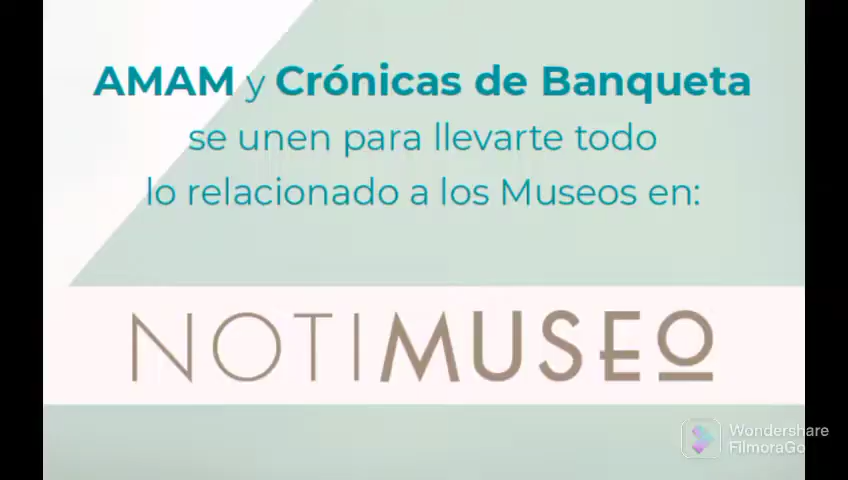 AMAM y Crónicas de Banqueta
se unen para llevarte todo
lo relacionado a los Museos en:
NOTIMUSEO
Wondershare
FilmoraGo